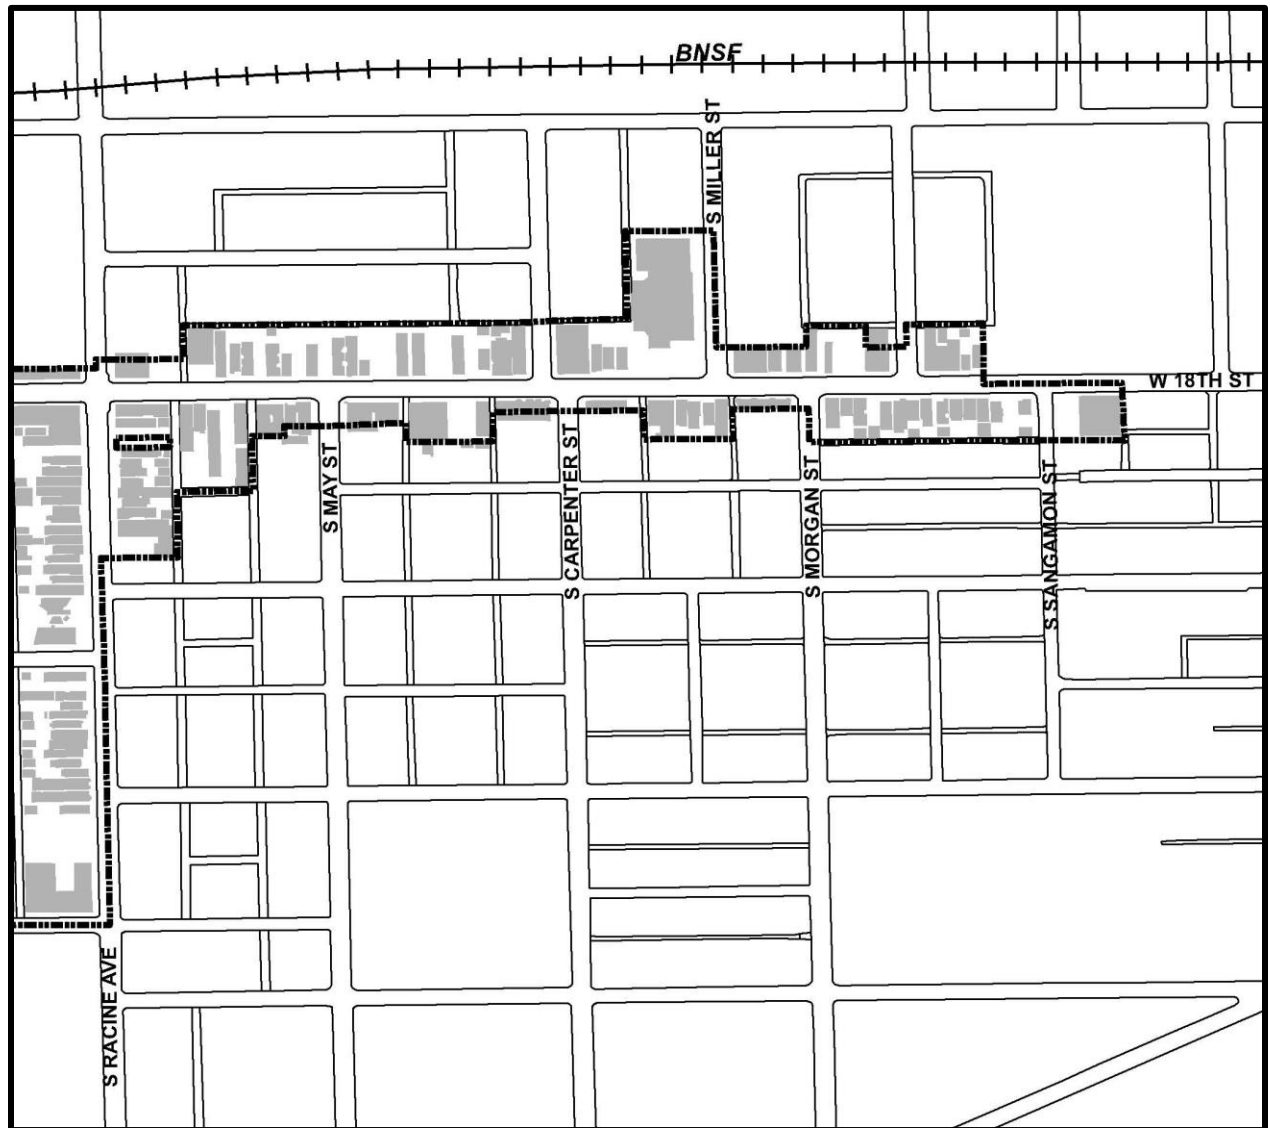 BNSF
S MILLER ST
W 18TH ST
S MAY ST
S CARPENTER ST
S MORGAN ST
S SANGAMON ST
S RACINE AVE